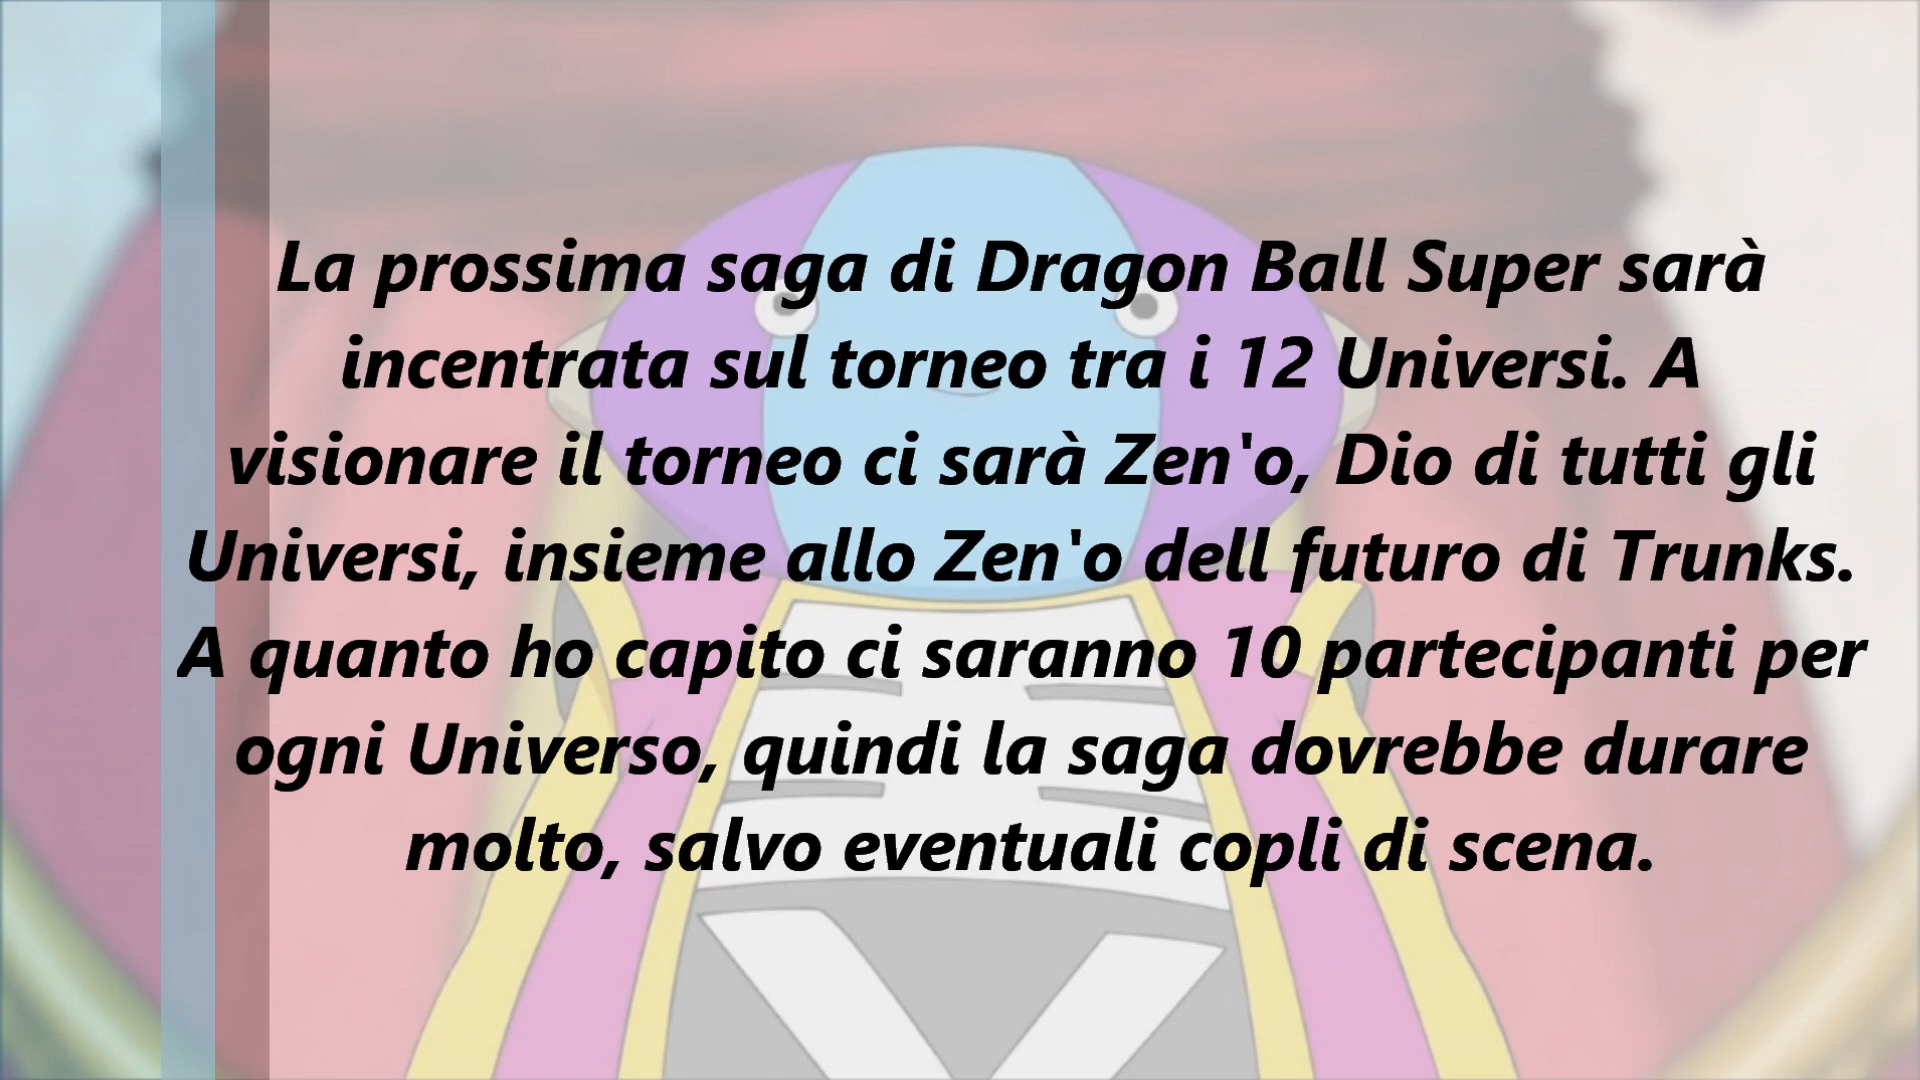 La prossima saga di Dragon Ball Super sarà
incentrata sul torneo tra i 12 Universi. A
visionare il torneo ci sarà Zen'o, Dio di tutti gli
Universi, insieme allo Zen'o dell futuro di Trunks.
A quanto ho capito ci saranno 10 partecipanti per
ogni Universo, quindi la saga dovrebbe durare
molto, salvo eventuali copli di scena.